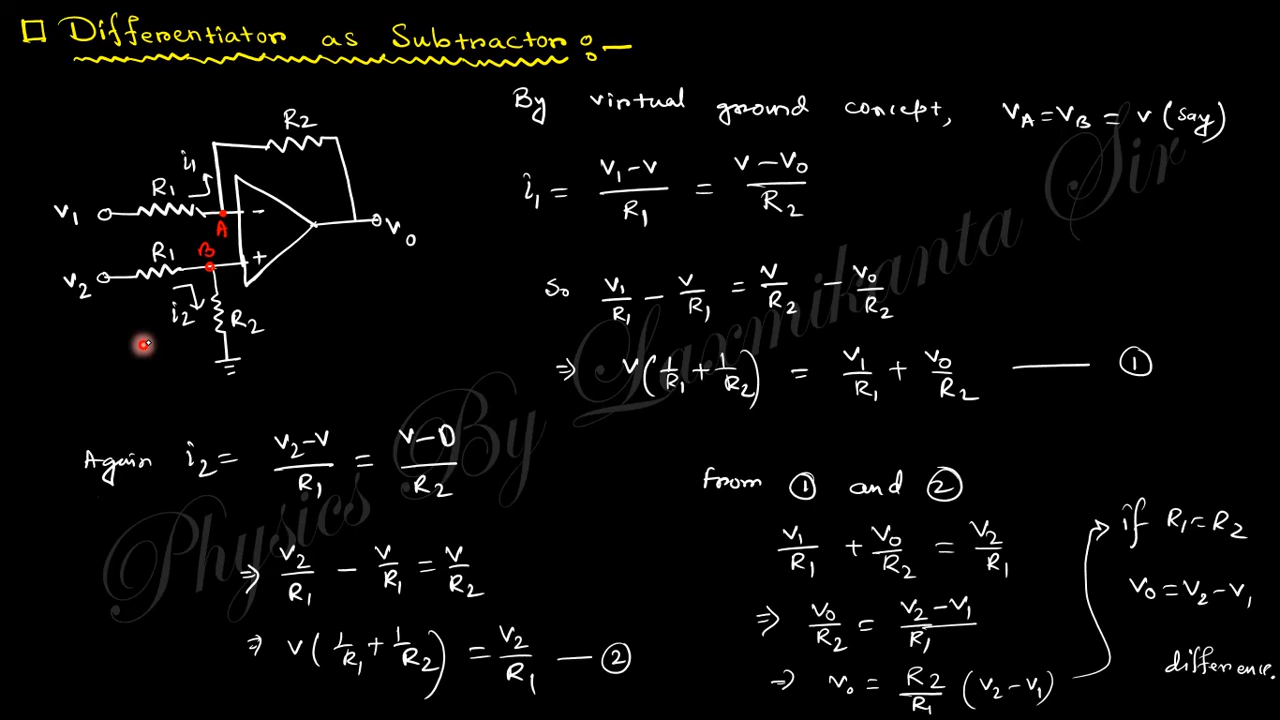 □ Differentiator as Subtractor :-
R2
i1
R1
V1
A
-
V0
R1
B
+
V2
i2
R2
By virtual ground concept, VA = VB = V (say)
i1 = (V1 - V)/R1 = (V - V0)/R2
So V1/R1 - V/R1 = V/R2 - V0/R2
⇒ V(1/R1 + 1/R2) = V1/R1 + V0/R2 —— ①
Again i2 = (V2 - V)/R1 = (V - 0)/R2
⇒ V2/R1 - V/R1 = V/R2
⇒ V(1/R1 + 1/R2) = V2/R1 — ②
From ① and ②
V1/R1 + V0/R2 = V2/R1
⇒ V0/R2 = (V2 - V1)/R1
⇒ V0 = R2/R1 (V2 - V1)
if R1 = R2
V0 = V2 - V1
difference.
Physics By Laxmikanta Sir